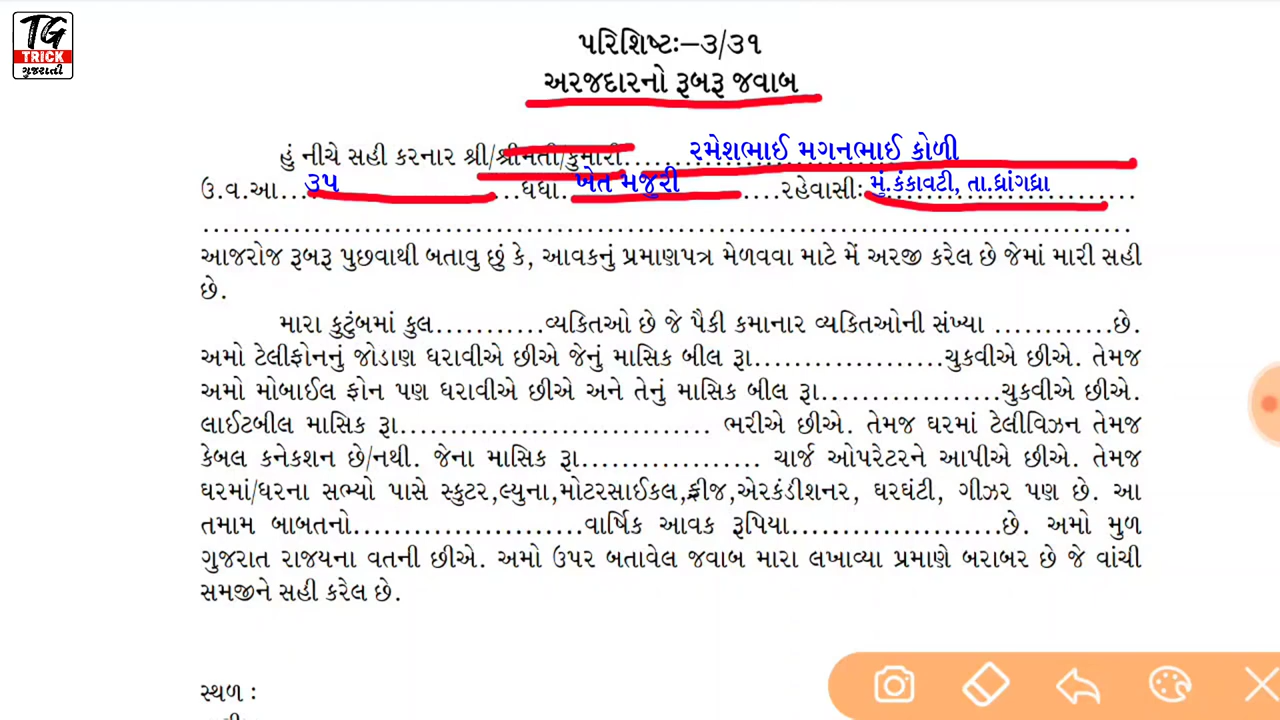 TG
TRICK
ગુજરાતી
પરિશિષ્ટઃ–૩/૩૧
અરજદારનો રૂબરૂ જવાબ
હું નીચે સહી કરનાર શ્રી/શ્રીમતી/કુમારી....રમેશભાઈ મગનભાઈ કોળી
ઉ.વ.આ....૩૫.....ધંધા.ખેત મજુરી.....રહેવાસી: મું.કંકાવટી, તા.ધ્રાંગધ્રા...
........................................................................................
આજરોજ રૂબરૂ પુછવાથી બતાવુ છું કે, આવકનું પ્રમાણપત્ર મેળવવા માટે મેં અરજી કરેલ છે જેમાં મારી સહી
છે.
મારા કુટુંબમાં કુલ...........વ્યકિતઓ છે જે પૈકી કમાનાર વ્યકિતઓની સંખ્યા ............છે.
અમો ટેલીફોનનું જોડાણ ધરાવીએ છીએ જેનું માસિક બીલ રૂા...................ચુકવીએ છીએ. તેમજ
અમો મોબાઈલ ફોન પણ ધરાવીએ છીએ અને તેનું માસિક બીલ રૂા..................ચુકવીએ છીએ.
લાઈટબીલ માસિક રૂા............................... ભરીએ છીએ. તેમજ ઘરમાં ટેલીવિઝન તેમજ
કેબલ કનેકશન છે/નથી. જેના માસિક રૂા.................. ચાર્જ ઓપરેટરને આપીએ છીએ. તેમજ
ઘરમાં/ઘરના સભ્યો પાસે સ્કુટર,લ્યુના,મોટરસાઈકલ,ફ્રીજ,એરકંડીશનર, ઘરઘંટી, ગીઝર પણ છે. આ
તમામ બાબતનો.......................વાર્ષિક આવક રૂપિયા.....................છે. અમો મુળ
ગુજરાત રાજયના વતની છીએ. અમો ઉપર બતાવેલ જવાબ મારા લખાવ્યા પ્રમાણે બરાબર છે જે વાંચી
સમજીને સહી કરેલ છે.
સ્થળ :